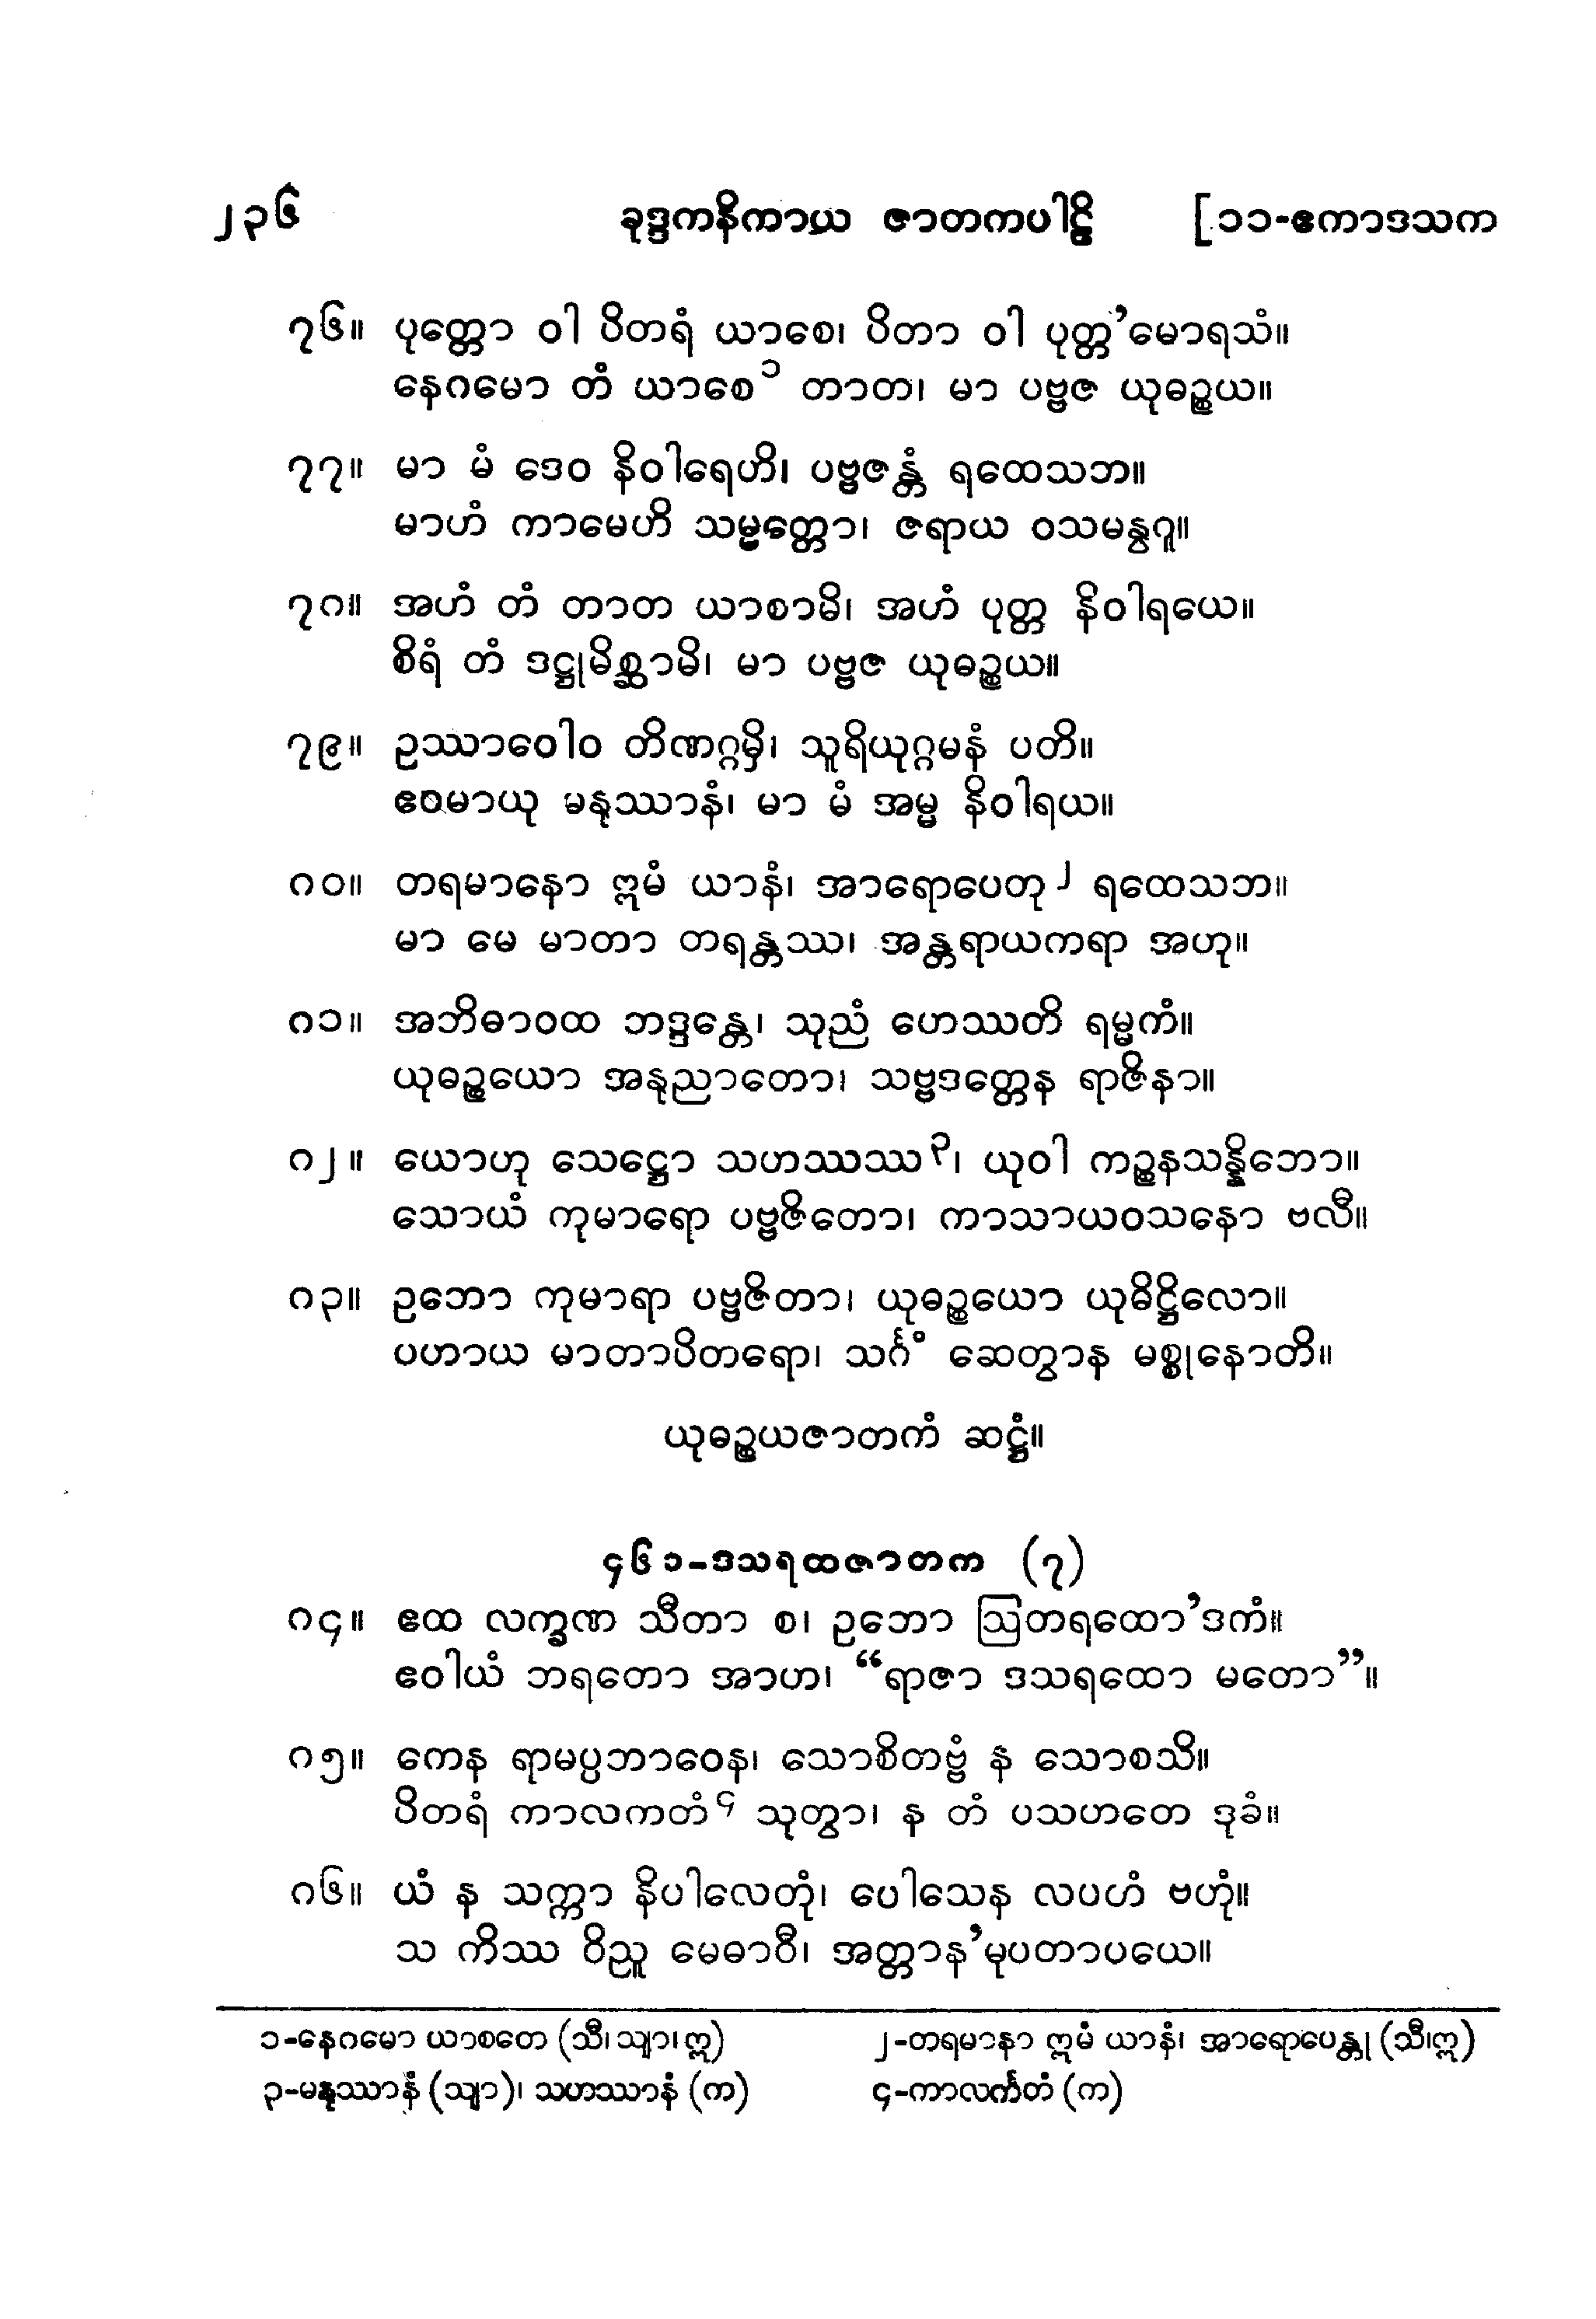 ၂၃၆ ခုဒ္ဒကနိကာယ ဇာတကပါဠိ [၁၁-ဧကာဒသက
၇၆။ ပုတ္တော ဝါ ပိတရံ ယာစေ၊ ပိတာ ဝါ ပုတ္တ’မောရသံ။
နေဂမော တံ ယာစေ ၁ တာတ၊ မာ ပဗ္ဗဇ ယုဓဉ္စယ။
၇၇။ မာ မံ ဒေဝ နိဝါရေဟိ၊ ပဗ္ဗဇန္တံ ရထေသဘ။
မာဟံ ကာမေဟိ သမ္မတ္တော၊ ဇရာယ ဝသမန္វဂူ။
၇၈။ အဟံ တံ တာတ ယာစာမိ၊ အဟံ ပုတ္တ နိဝါရယေ။
စိရံ တံ ဒဋ္ဌုမိစ္ဆာမိ၊ မာ ပဗ္ဗဇ ယုဓဉ္စယ။
၇၉။ ဥဿာဝေါဝ တိဏဂ္ဂမှိ၊ သူရိယုဂ္ဂမနံ ပတိ။
ဧဝမာယု မနုဿာနံ၊ မာ မံ အမ္မ နိဝါရယ။
၈၀။ တရမာနော ဣမံ ယာနံ၊ အာရောပေတု ၂ ရထေသဘ။
မာ မေ မာတာ တရန္တဿ၊ အန္တရာယကရာ အဟု။
၈၁။ အဘိဓာဝထ ဘဒ္ဒန္တေ၊ သုညံ ဟေဿတိ ရမ္မကံ။
ယုဓဉ္စယော အနုညာတော၊ သဗ္ဗဒတ္တေန ရာဇိနာ။
၈၂။ ယောဟု သေဋ္ဌော သဟဿဿ ၃၊ ယုဝါ ကဉ္စနသန္နိဘော။
သောယံ ကုမာရော ပဗ္ဗဇိတော၊ ကာသာယဝသနော ဗလီ။
၈၃။ ဥဘော ကုမာရာ ပဗ္ဗဇိတာ၊ ယုဓဉ္စယော ယုဓိဋ္ဌိလော။
ပဟာယ မာတာပိတရော၊ သင်္ဂံ ဆေတွာန မစ္စုနောတိ။
ယုဓဉ္စယဇာတကံ ဆဋ္ဌံ။
၄၆၁-ဒသရထဇာတက (၇)
၈၄။ ဧထ လက္ခဏ သီတာ စ၊ ဥဘော ဩတရထော’ဒကံ။
ဧဝါယံ ဘရတော အာဟ၊ “ရာဇာ ဒသရထော မတော”။
၈၅။ ကေန ရာမပ္ပဘာဝေန၊ သောစိတဗ္ဗံ န သောစသိ။
ပိတရံ ကာလကတံ ၄ သုတွာ၊ န တံ ပသဟတေ ဒုခံ။
၈၆။ ယံ န သက္ကာ နိပါလေတုံ၊ ပေါသေန လပဟံ ဗဟုံ။
သ ကိဿ ဝိညူ မေဓာဝီ၊ အတ္တာန’မုပတာပယေ။
၁-နေဂမော ယာစတေ (သီ၊ သျာ၊ ဣ) ၂-တရမာနာ ဣမံ ယာနံ၊ အာရောပေန္တု (သီ၊ဣ)
၃-မနုဿာနံ (သျာ)၊ သဟဿာနံ (က) ၄-ကာလင်္ကတံ (က)